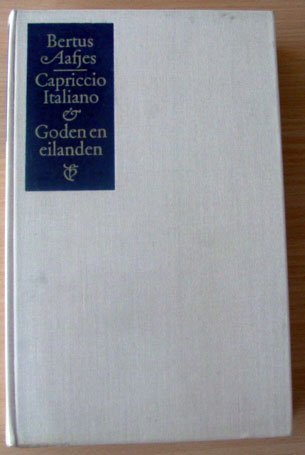 Bertus
Aafjes
Capriccio
Italiano
&
Goden en
eilanden